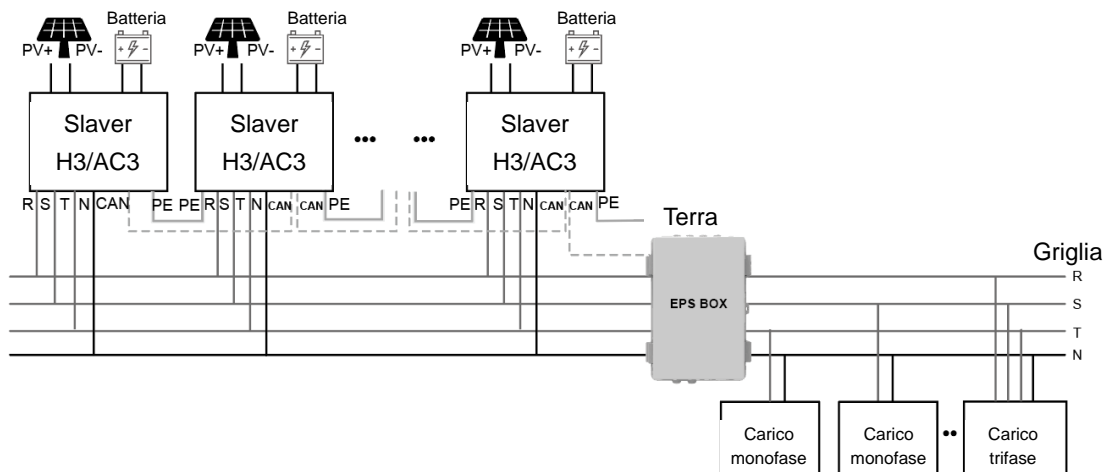 Batteria
Batteria
Batteria
PV+ PV-
PV+ PV-
PV+ PV-
Slaver
H3/AC3
Slaver
H3/AC3
Slaver
H3/AC3
••• •••
R S T N CAN PE PE R S T N CAN CAN PE PE R S T N CAN CAN PE
Terra
Griglia
R
S
T
N
EPS BOX
Carico
monofase
Carico
monofase
••
Carico
trifase